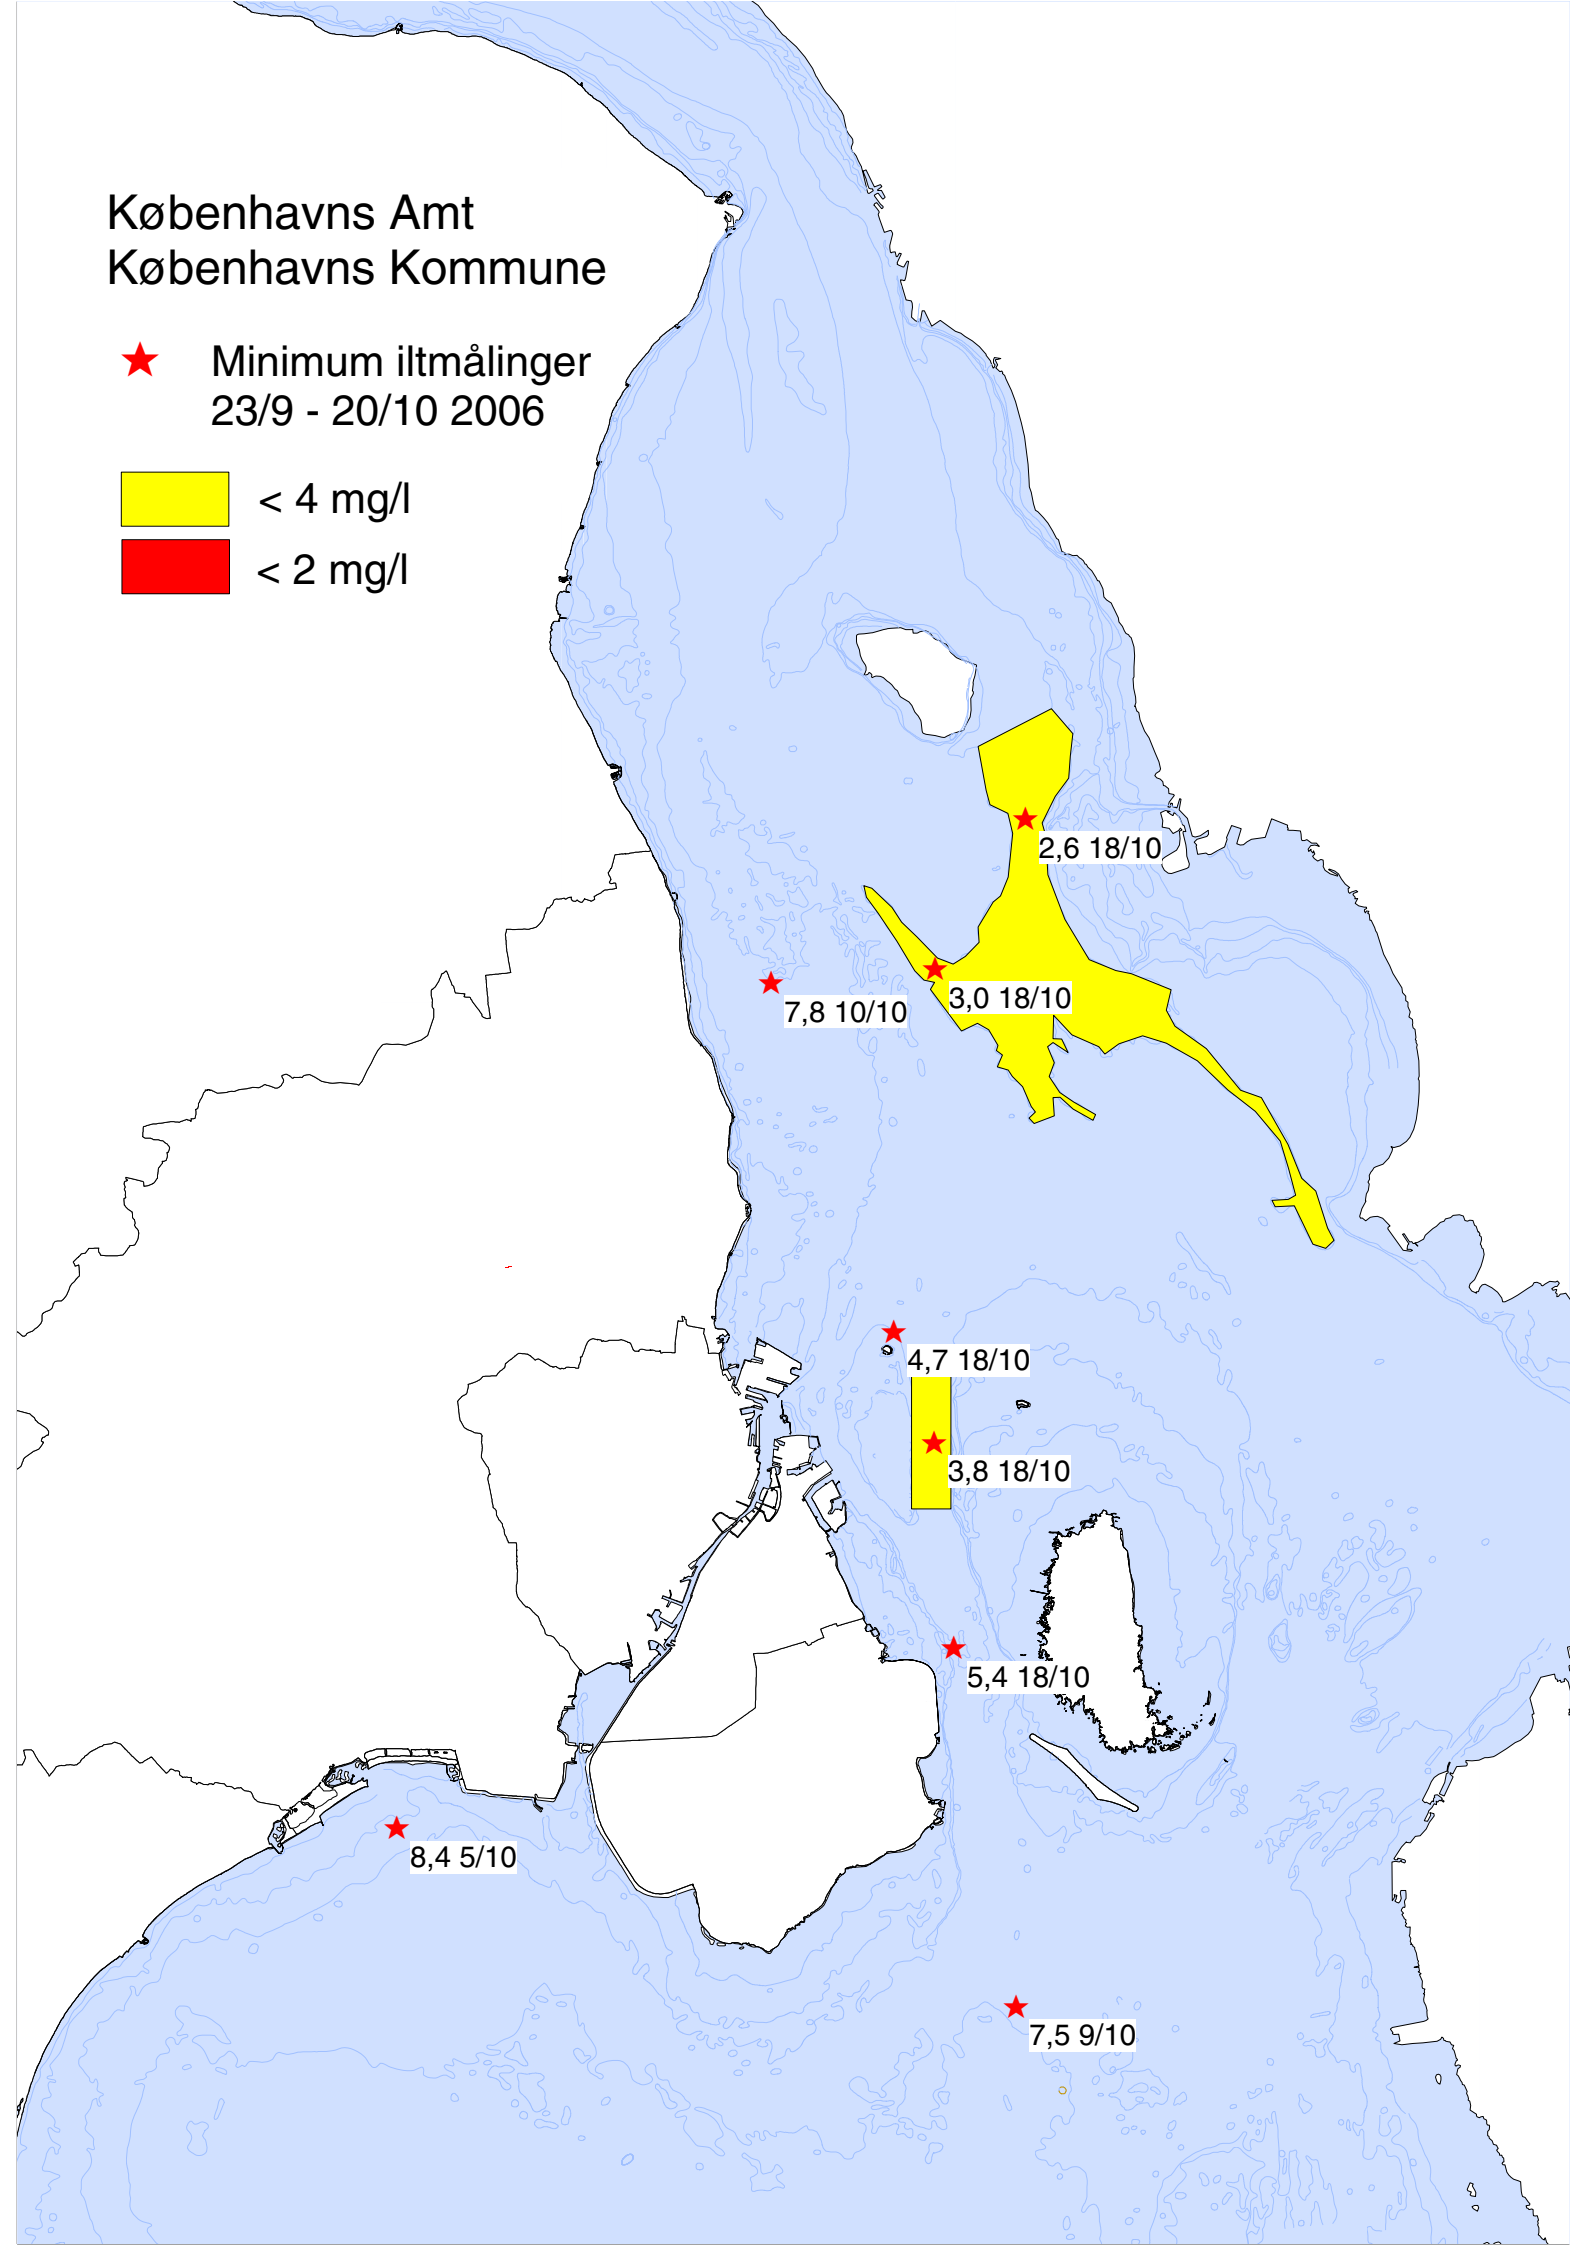 Københavns Amt
Københavns Kommune
Minimum iltmålinger
23/9 - 20/10 2006
< 4 mg/l
< 2 mg/l
2,6 18/10
3,0 18/10
7,8 10/10
4,7 18/10
3,8 18/10
5,4 18/10
8,4 5/10
7,5 9/10